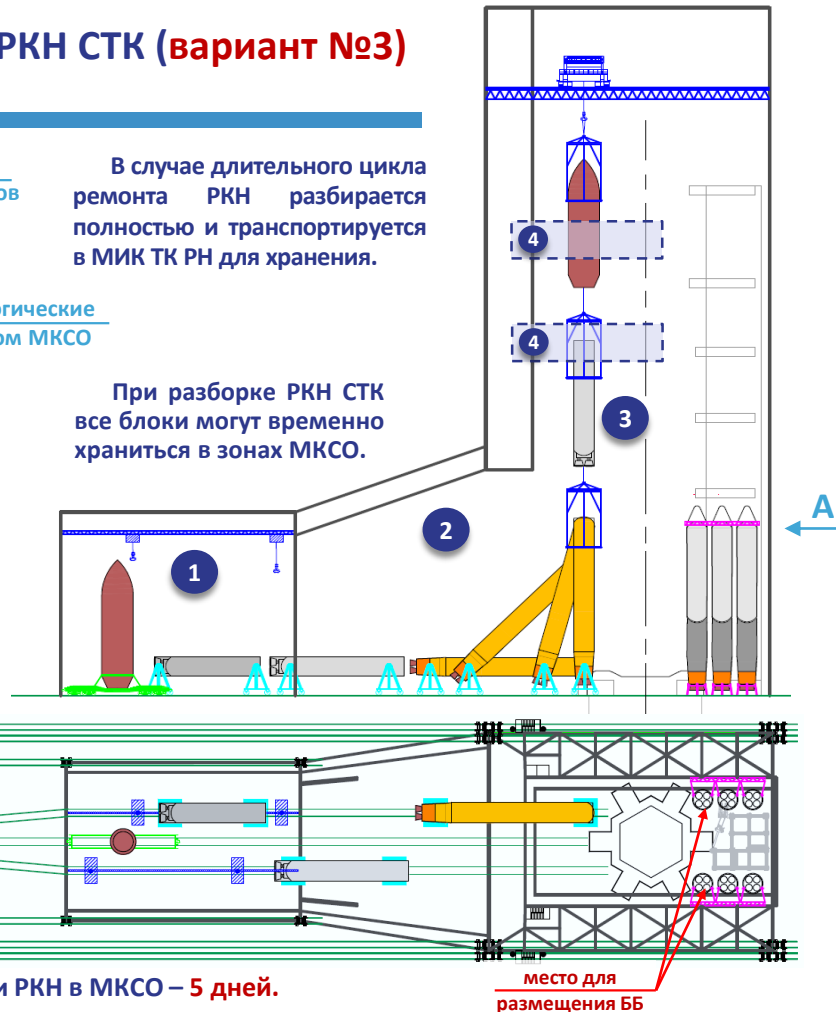 РКН СТК (вариант №3)
ов
В случае длительного цикла
ремонта РКН разбирается
полностью и транспортируется
в МИК ТК РН для хранения.
4
гические
ом МКСО
4
При разборке РКН СТК
все блоки могут временно
храниться в зонах МКСО.
3
А
2
1
и РКН в МКСО – 5 дней.
место для
размещения ББ